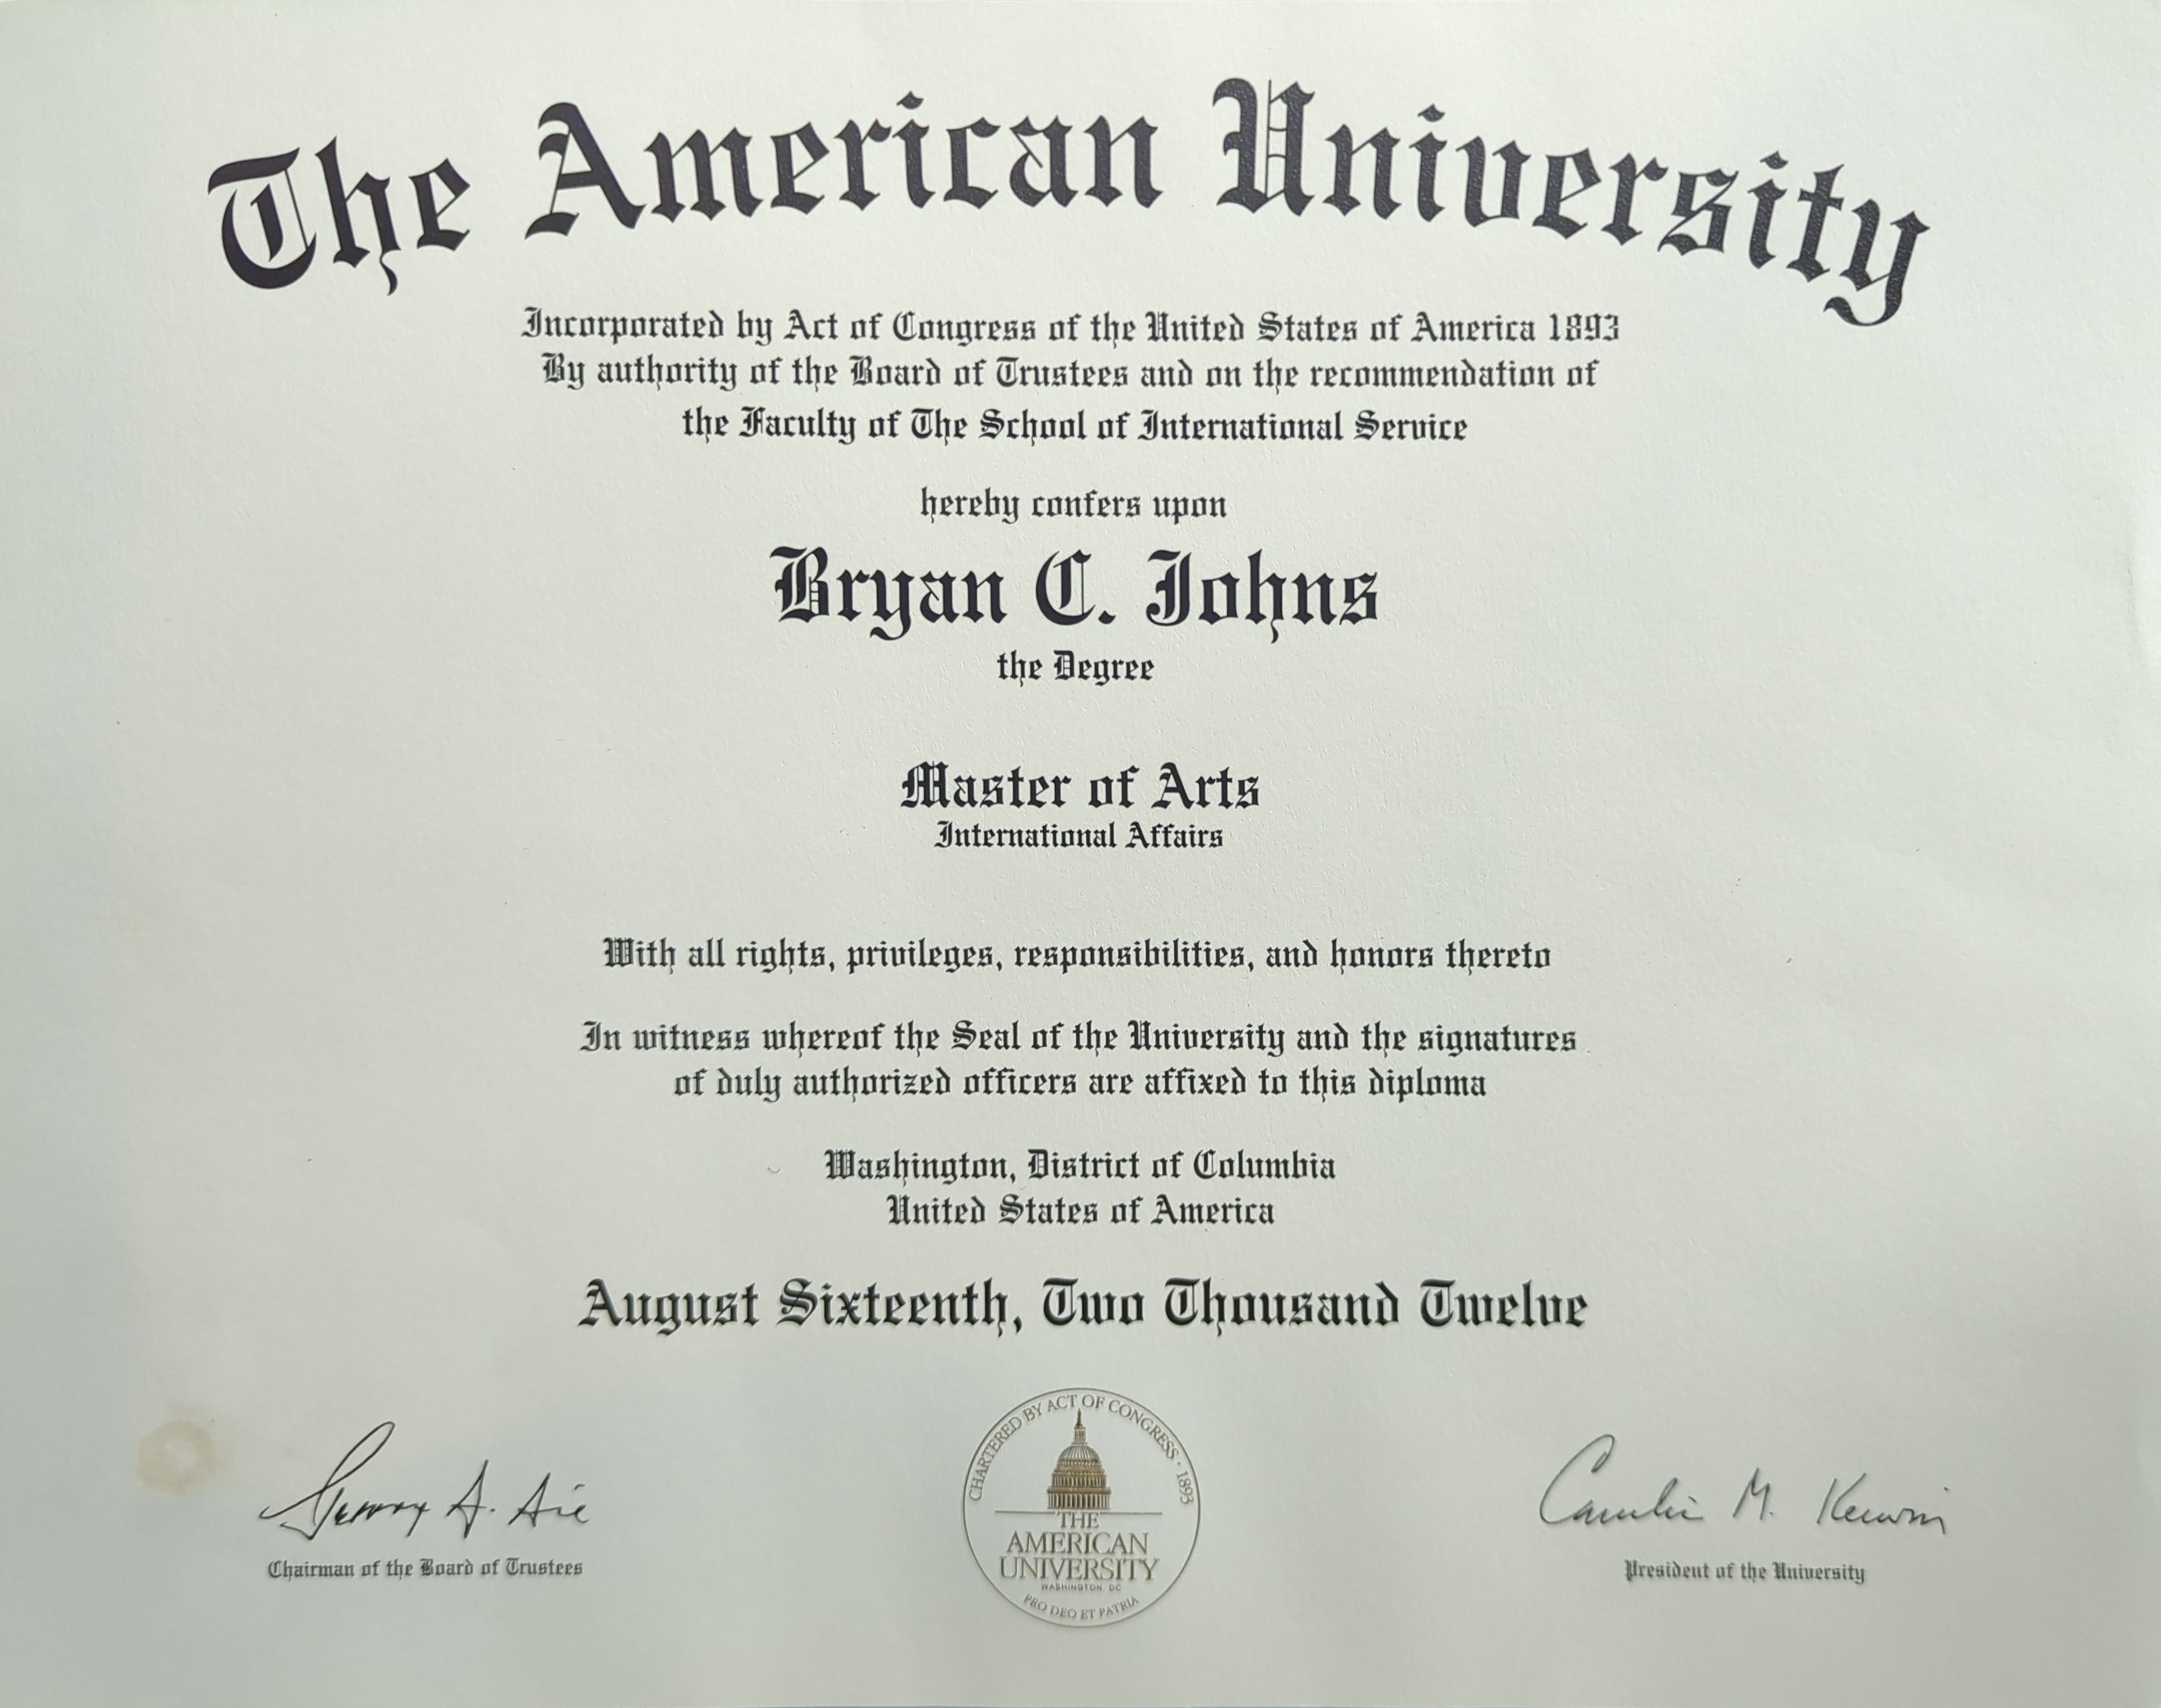 The American University
Incorporated by Act of Congress of the United States of America 1893
By authority of the Board of Trustees and on the recommendation of
the Faculty of The School of International Service
hereby confers upon
Bryan C. Johns
the Degree
Master of Arts
International Affairs
With all rights, privileges, responsibilities, and honors thereto
In witness whereof the Seal of the University and the signatures
of duly authorized officers are affixed to this diploma
Washington, District of Columbia
United States of America
August Sixteenth, Two Thousand Twelve
CHARTERED BY ACT OF CONGRESS · 1893
THE
AMERICAN
UNIVERSITY
WASHINGTON, DC
PRO DEO ET PATRIA
Chairman of the Board of Trustees
M.
President of the University